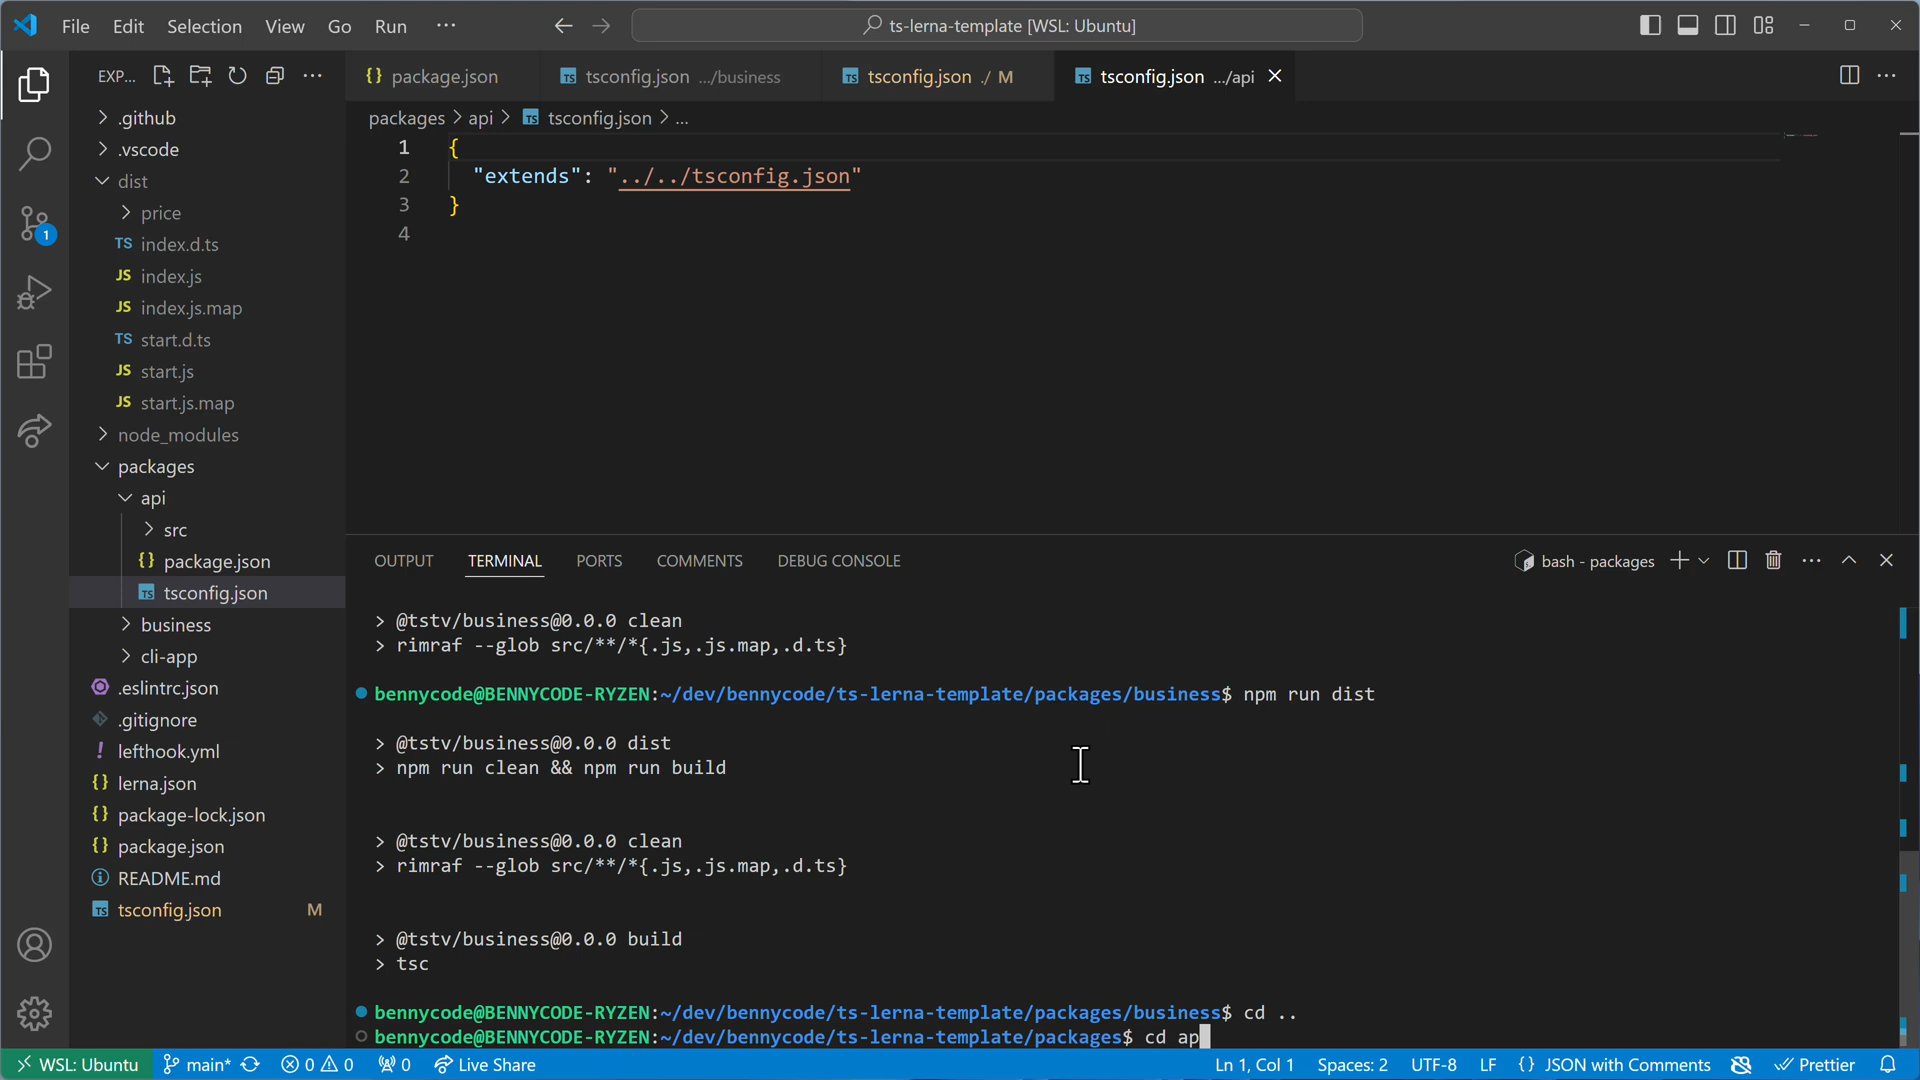 File Edit Selection View Go Run ··· ts-lerna-template [WSL: Ubuntu]
EXP... ··· package.json tsconfig.json .../business tsconfig.json ./ M tsconfig.json .../api ···
packages > api > tsconfig.json > ...
1 {
2 "extends": "../../tsconfig.json"
3 }
4
.github
.vscode
dist
price
TS index.d.ts
JS index.js
JS index.js.map
TS start.d.ts
JS start.js
JS start.js.map
node_modules
packages
api
src
{} package.json
TS tsconfig.json
business
cli-app
.eslintrc.json
.gitignore
! lefthook.yml
{} lerna.json
{} package-lock.json
{} package.json
README.md
TS tsconfig.json M
1
OUTPUT TERMINAL PORTS COMMENTS DEBUG CONSOLE bash - packages
> @tstv/business@0.0.0 clean
> rimraf --glob src/**/*{.js,.js.map,.d.ts}
bennycode@BENNYCODE-RYZEN:~/dev/bennycode/ts-lerna-template/packages/business$ npm run dist
> @tstv/business@0.0.0 dist
> npm run clean && npm run build
> @tstv/business@0.0.0 clean
> rimraf --glob src/**/*{.js,.js.map,.d.ts}
> @tstv/business@0.0.0 build
> tsc
bennycode@BENNYCODE-RYZEN:~/dev/bennycode/ts-lerna-template/packages/business$ cd ..
bennycode@BENNYCODE-RYZEN:~/dev/bennycode/ts-lerna-template/packages$ cd ap
WSL: Ubuntu main* 0 0 0 Live Share Ln 1, Col 1 Spaces: 2 UTF-8 LF {} JSON with Comments Prettier